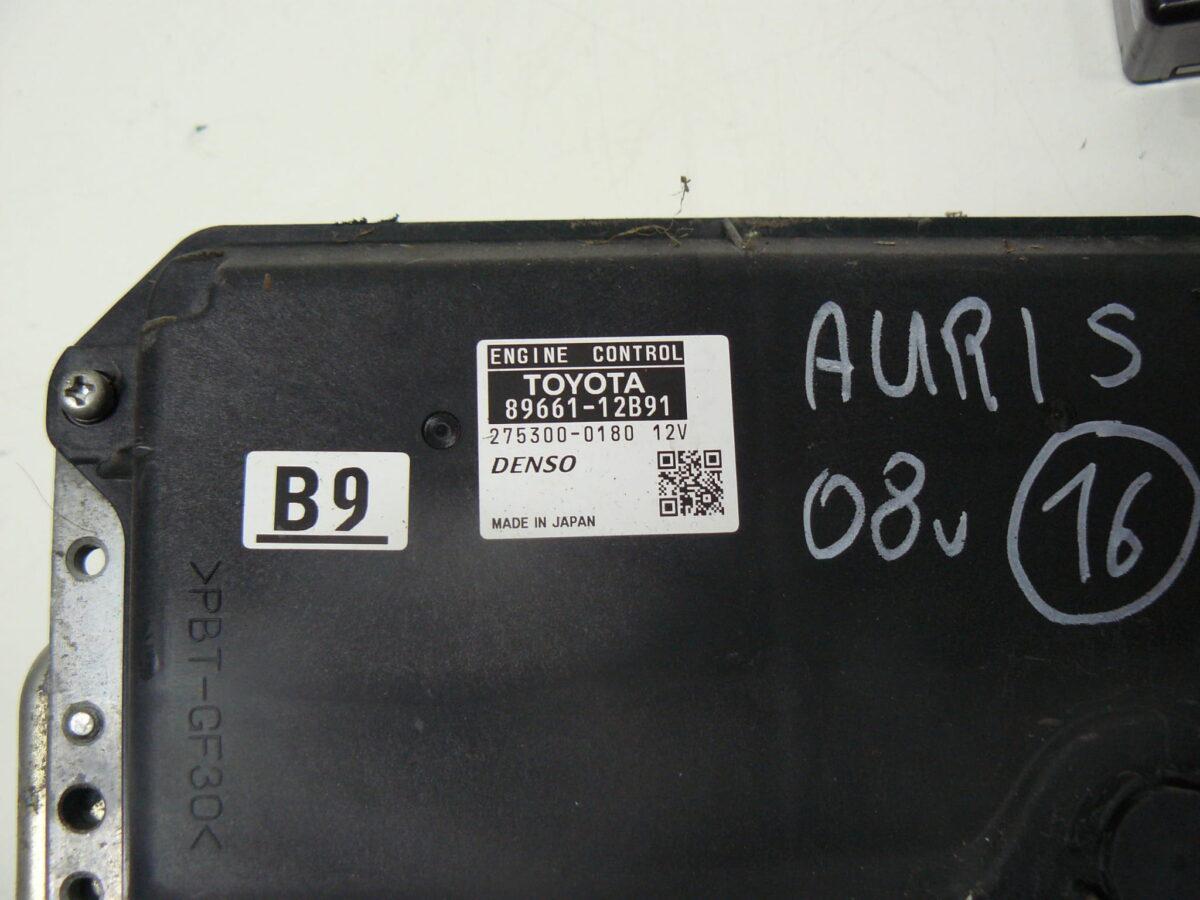 ENGINE CONTROL
TOYOTA
89661-12B91
275300-0180 12V
DENSO
MADE IN JAPAN
B9
AURIS
08v 16
>PBT-GF30<